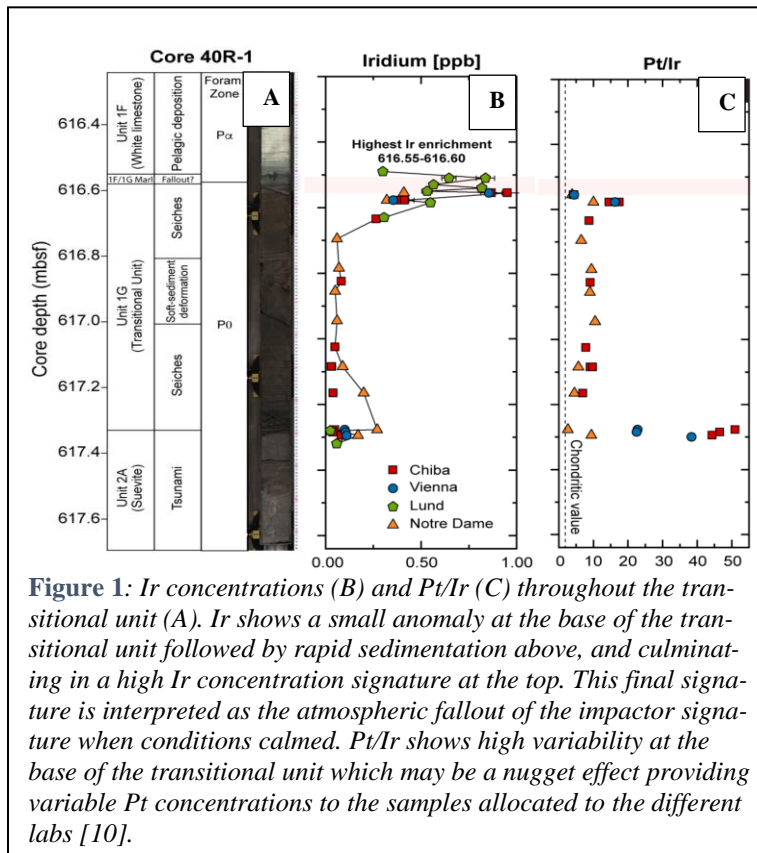 Core 40R-1
Iridium [ppb]
Pt/Ir
Foram
Zone
A
B
C
Unit 1F
(White limestone)
Pelagic deposition
Pα
616.4
Highest Ir enrichment
616.55-616.60
1F/1G Marl
Fallout?
616.6
Seiches
616.8
Unit 1G
(Transitional Unit)
Soft-sediment
deformation
Core depth (mbsf)
617.0
Pθ
Seiches
617.2
617.4
Unit 2A
(Suevite)
Tsunami
617.6
Chiba
Vienna
Lund
Notre Dame
Chondritic value
0.50
1.00
0
10
20
30
40
50
Figure 1: Ir concentrations (B) and Pt/Ir (C) throughout the tran-
sitional unit (A). Ir shows a small anomaly at the base of the tran-
sitional unit followed by rapid sedimentation above, and culminat-
ing in a high Ir concentration signature at the top. This final signa-
ture is interpreted as the atmospheric fallout of the impactor signa-
ture when conditions calmed. Pt/Ir shows high variability at the
base of the transitional unit which may be a nugget effect providing
variable Pt concentrations to the samples allocated to the different
labs [10].